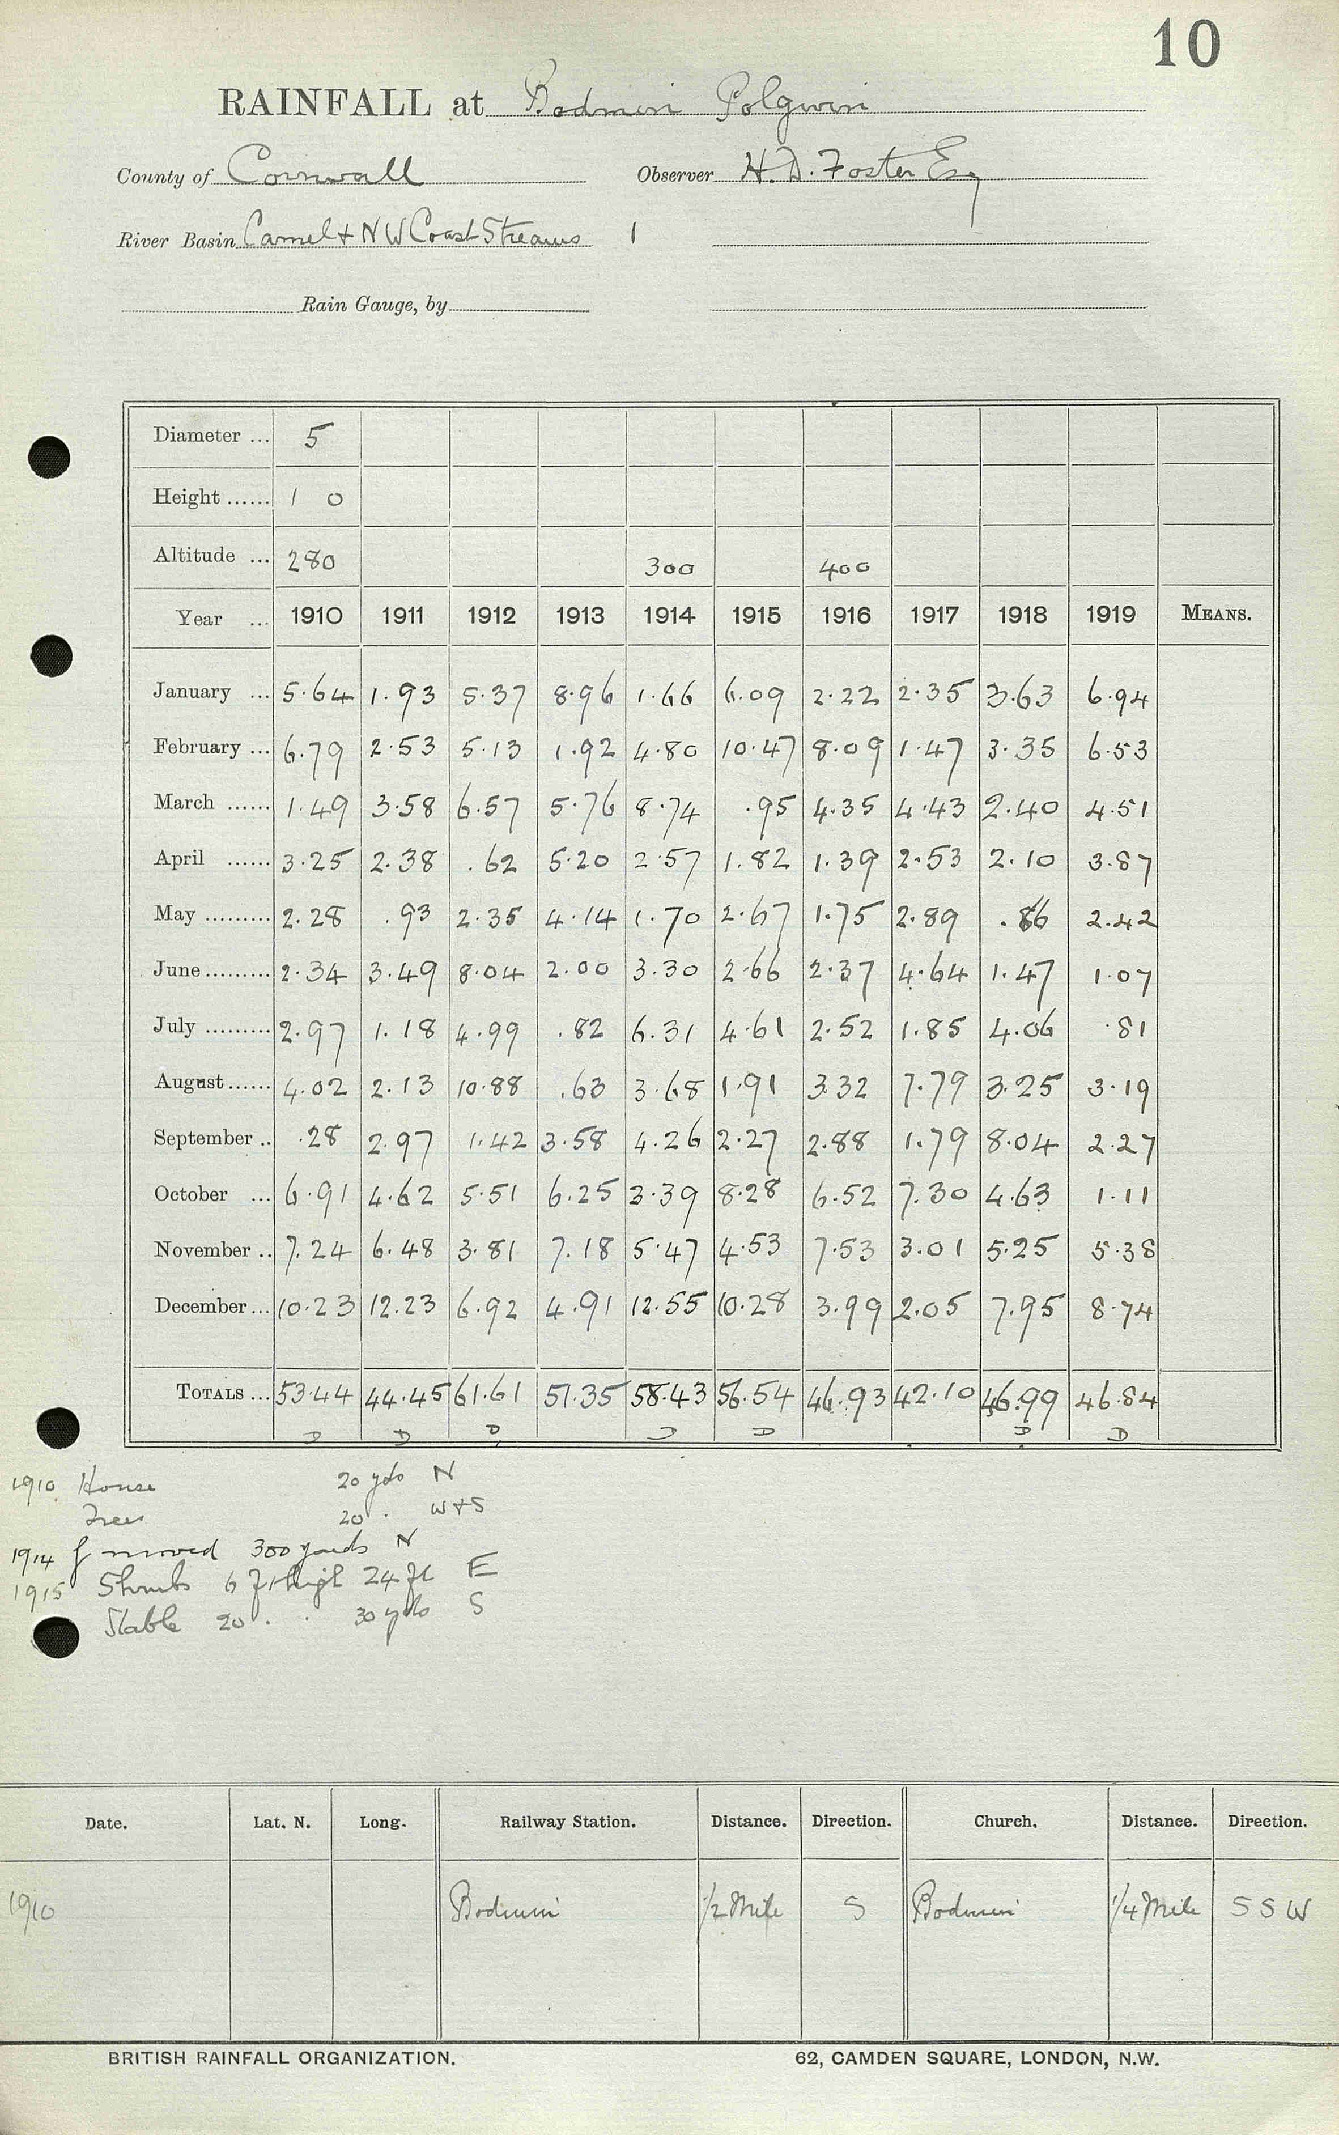 10
RAINFALL at Bodmin Polgwin
County of Cornwall Observer H. D. Foster Esq
River Basin Camel + N W Coast Streams 1
Rain Gauge, by
Diameter ... 5
Height ...... 1 0
Altitude ... 280 300 400
Year ... 1910 1911 1912 1913 1914 1915 1916 1917 1918 1919 MEANS.
January ... 5.64 1.93 5.37 8.96 1.66 6.09 2.22 2.35 3.63 6.94
February ... 6.79 2.53 5.13 1.92 4.80 10.47 8.09 1.47 3.35 6.53
March ...... 1.49 3.58 6.57 5.76 8.74 .95 4.35 4.43 2.40 4.51
April ...... 3.25 2.38 .62 5.20 2.57 1.82 1.39 2.53 2.10 3.87
May ......... 2.28 .93 2.35 4.14 1.70 2.67 1.75 2.89 .86 2.42
June ......... 2.34 3.49 8.04 2.00 3.30 2.66 2.37 4.64 1.47 1.07
July ......... 2.97 1.18 4.99 .82 6.31 4.61 2.52 1.85 4.06 .81
August ...... 4.02 2.13 10.88 .63 3.68 1.91 3.32 7.79 3.25 3.19
September .. .28 2.97 1.42 3.58 4.26 2.27 2.88 1.79 8.04 2.27
October ... 6.91 4.62 5.51 6.25 3.39 8.28 6.52 7.30 4.63 1.11
November .. 7.24 6.48 3.81 7.18 5.47 4.53 7.53 3.01 5.25 5.38
December ... 10.23 12.23 6.92 4.91 12.55 10.28 3.99 2.05 7.95 8.74
TOTALS ... 53.44 44.45 61.61 51.35 58.43 56.54 46.93 42.10 46.99 46.84
D D D D D D D
1910 House 20 yds N
Trees 20 . W + S
1914 g moved 300 yards N
1915 Shrubs 6 ft high 24 ft E
Stable 20 . . 30 yds S
Date. Lat. N. Long. Railway Station. Distance. Direction. Church. Distance. Direction.
1910 Bodmin 1/2 Mile S Bodmin 1/4 Mile S S W
BRITISH RAINFALL ORGANIZATION. 62, CAMDEN SQUARE, LONDON, N.W.